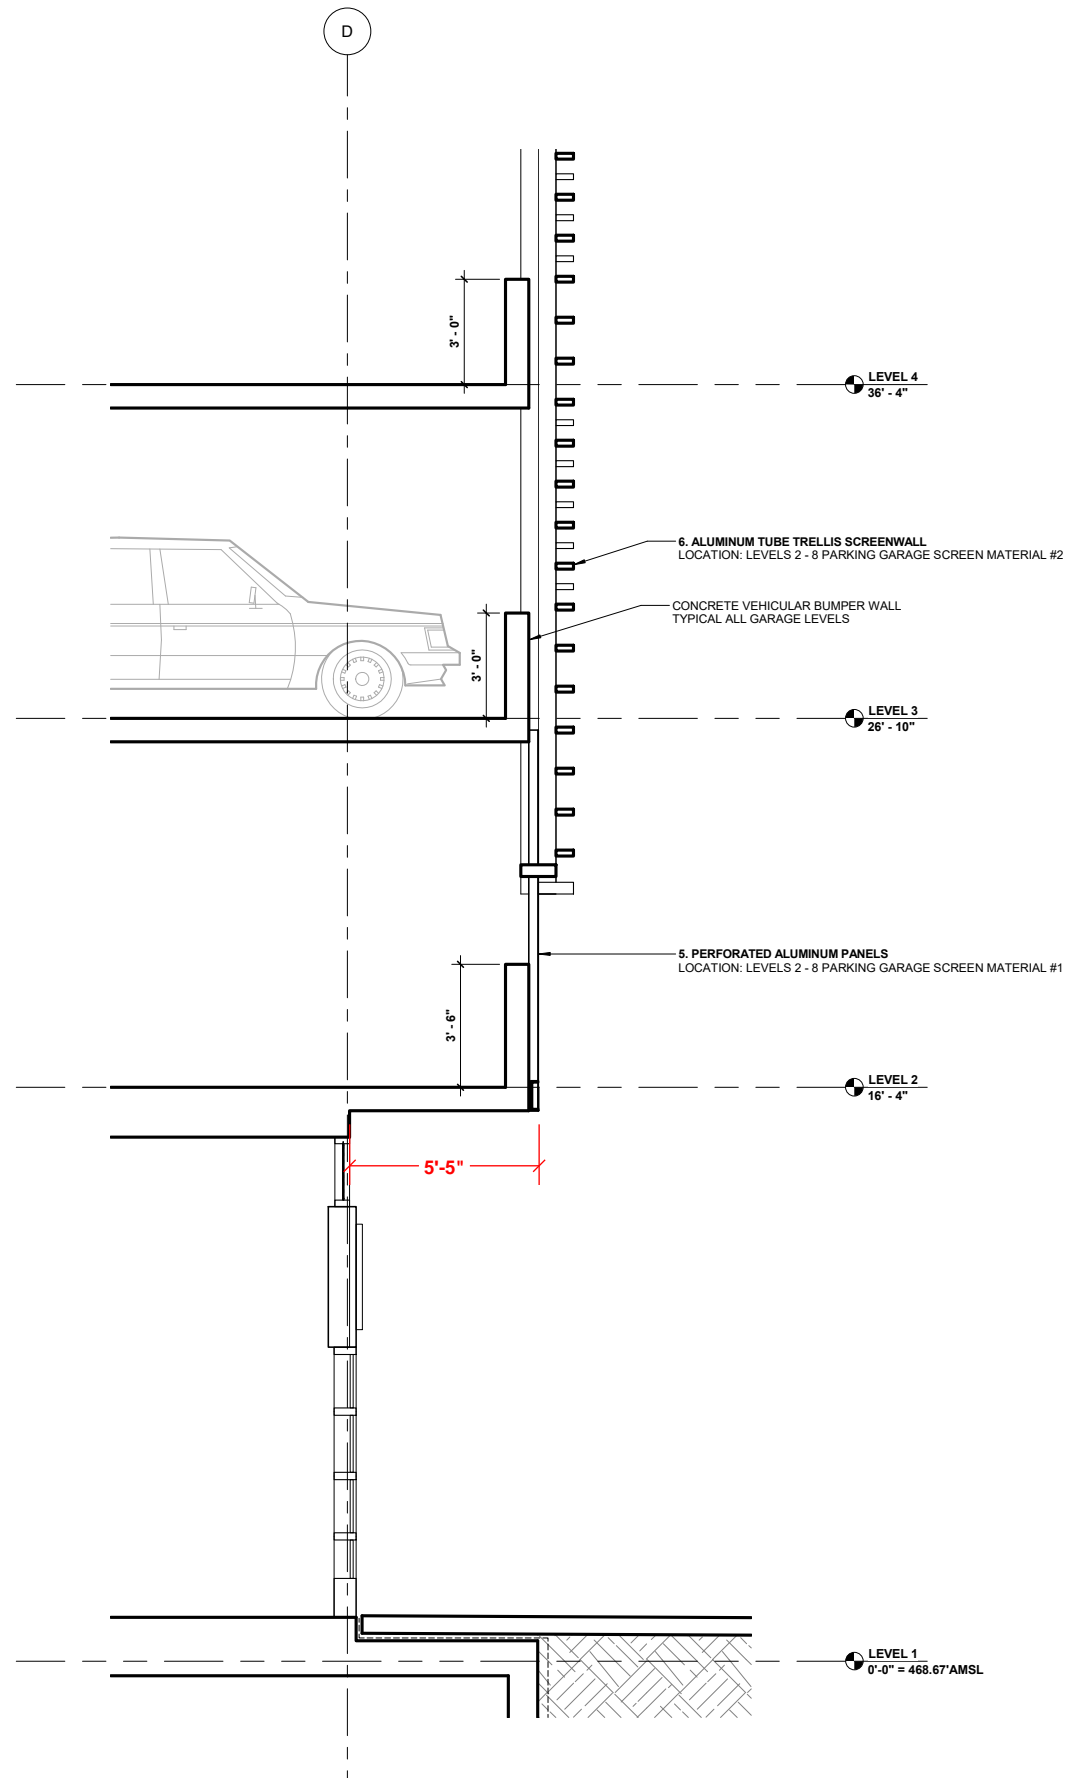 D
3' - 0"
LEVEL 4
36' - 4"
6. ALUMINUM TUBE TRELLIS SCREENWALL
LOCATION: LEVELS 2 - 8 PARKING GARAGE SCREEN MATERIAL #2
CONCRETE VEHICULAR BUMPER WALL
TYPICAL ALL GARAGE LEVELS
3' - 0"
LEVEL 3
26' - 10"
5. PERFORATED ALUMINUM PANELS
LOCATION: LEVELS 2 - 8 PARKING GARAGE SCREEN MATERIAL #1
3' - 6"
LEVEL 2
16' - 4"
5'-5"
LEVEL 1
0'-0" = 468.67'AMSL